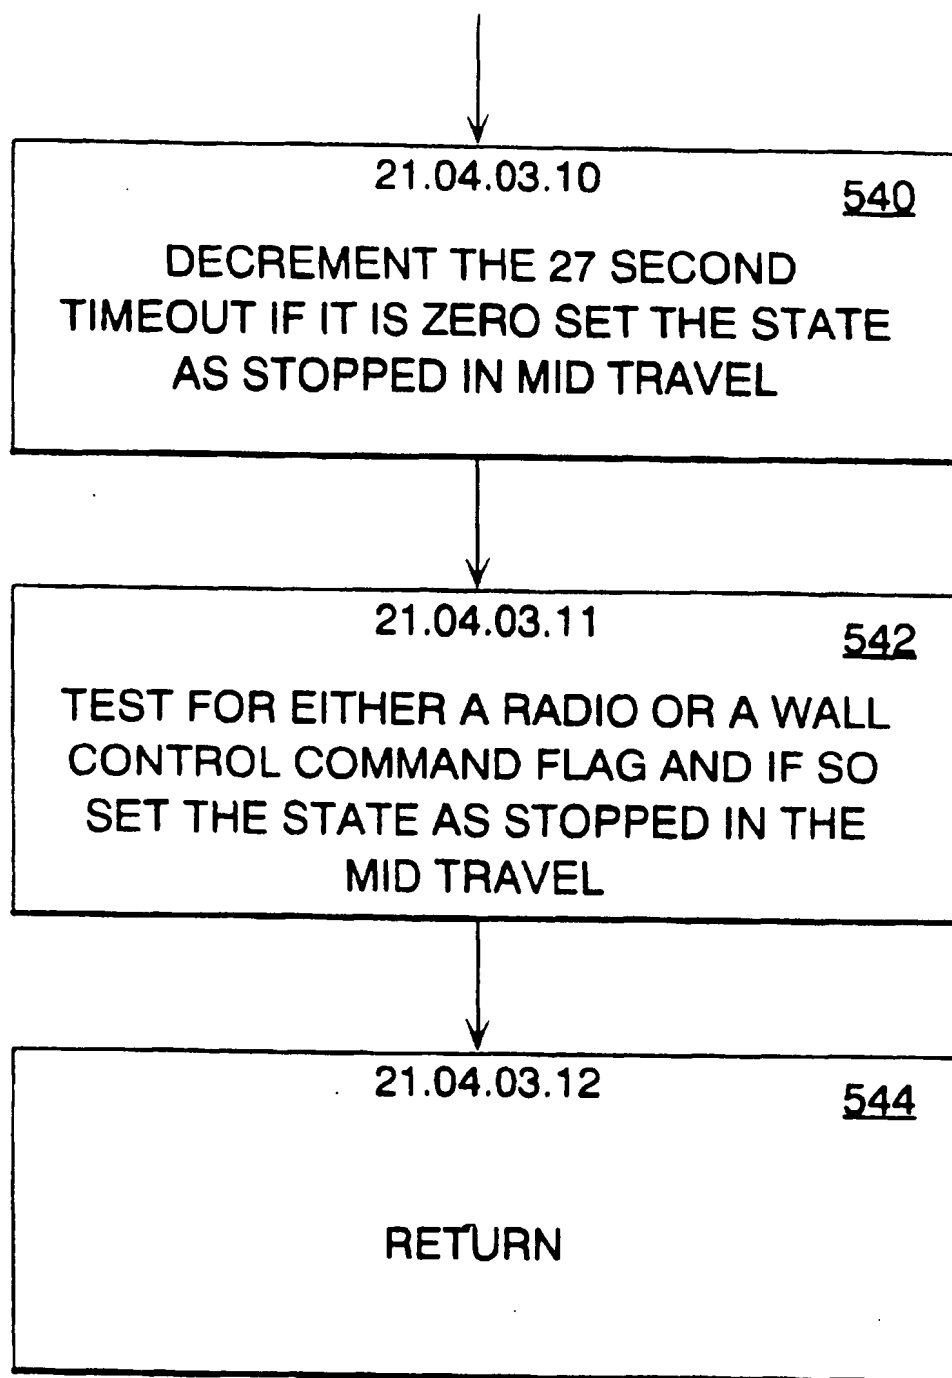 21.04.03.10
540
DECREMENT THE 27 SECOND
TIMEOUT IF IT IS ZERO SET THE STATE
AS STOPPED IN MID TRAVEL
21.04.03.11
542
TEST FOR EITHER A RADIO OR A WALL
CONTROL COMMAND FLAG AND IF SO
SET THE STATE AS STOPPED IN THE
MID TRAVEL
21.04.03.12
544
RETURN